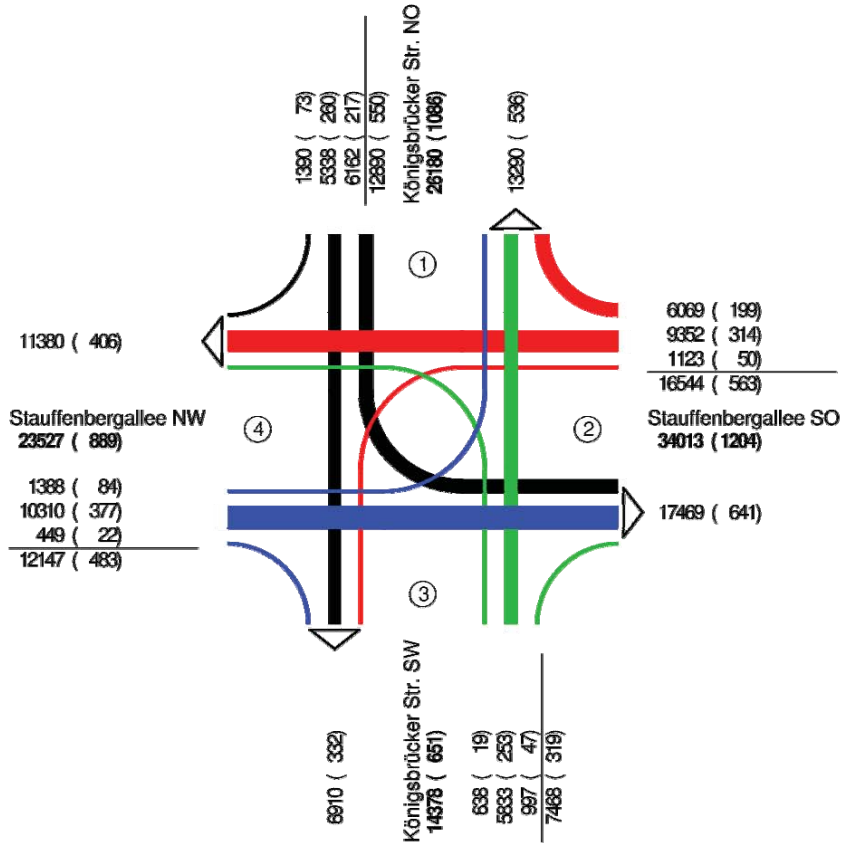 1390 ( 73)
5338 ( 260)
6162 ( 217)
12890 ( 550)
Königsbrücker Str. NO
26180 (1086)
13290 ( 536)
1
11380 ( 406)
6069 ( 199)
9352 ( 314)
1123 ( 50)
16544 ( 563)
Stauffenbergallee NW
23527 ( 889)
4
2
Stauffenbergallee SO
34013 (1204)
1388 ( 84)
10310 ( 377)
449 ( 22)
12147 ( 483)
17469 ( 641)
3
6910 ( 332)
Königsbrücker Str. SW
14378 ( 651)
638 ( 19)
5833 ( 253)
997 ( 47)
7468 ( 319)